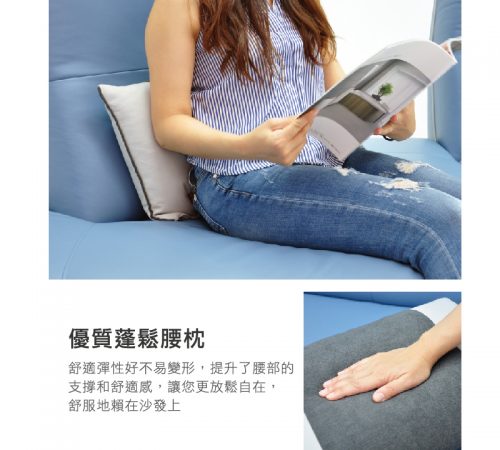 優質蓬鬆腰枕
舒適彈性好不易變形，提升了腰部的
支撐和舒適感，讓您更放鬆自在，
舒服地賴在沙發上